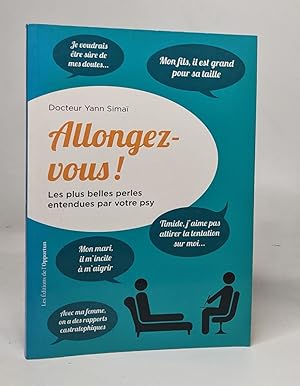 Je voudrais
être sûre de
mes doutes...
Mon fils, il est grand
pour sa taille
Docteur Yann Simaï
Allongez-
vous !
Les plus belles perles
entendues par votre psy
Timide, j'aime pas
attirer la tentation
sur moi...
Mon mari,
il m'incite
à m'aigrir
Avec ma femme,
on a des rapports
castratophiques
Les Éditions de l'Opportun